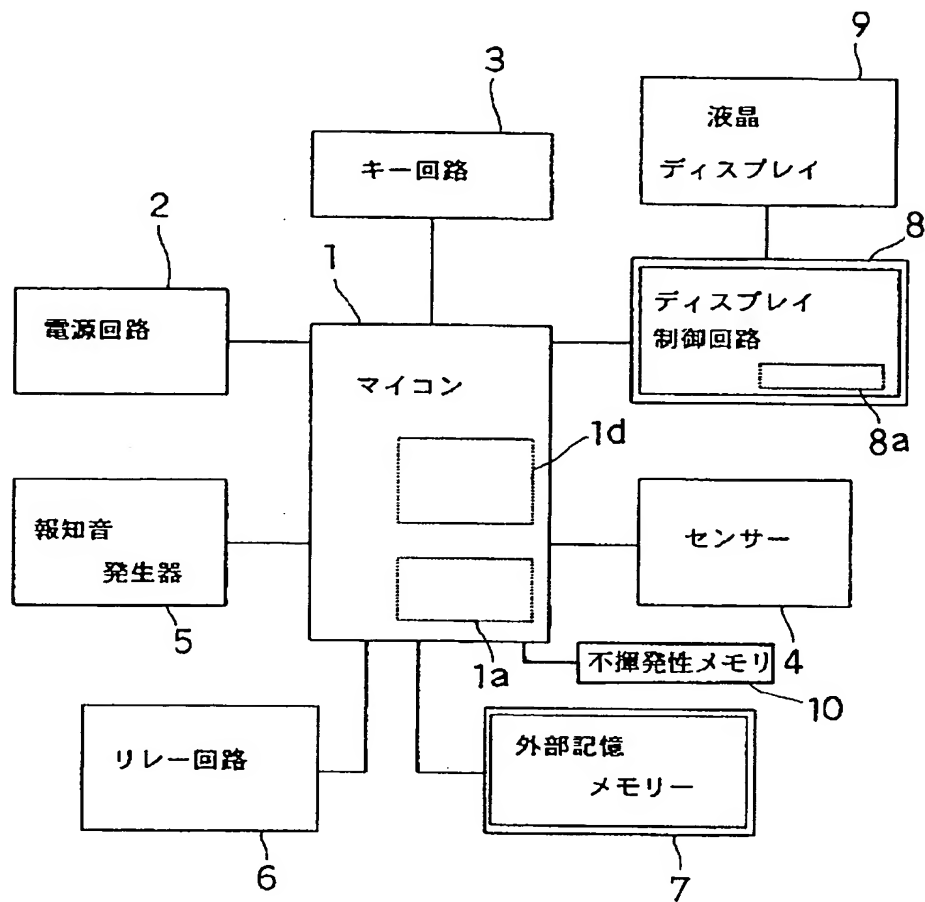 9
液晶
ディスプレイ
3
キー回路
2
電源回路
1
マイコン
8
ディスプレイ
制御回路
8a
1d
報知音
発生器
5
センサー
4
1a
不揮発性メモリ
10
リレー回路
6
外部記憶
メモリー
7